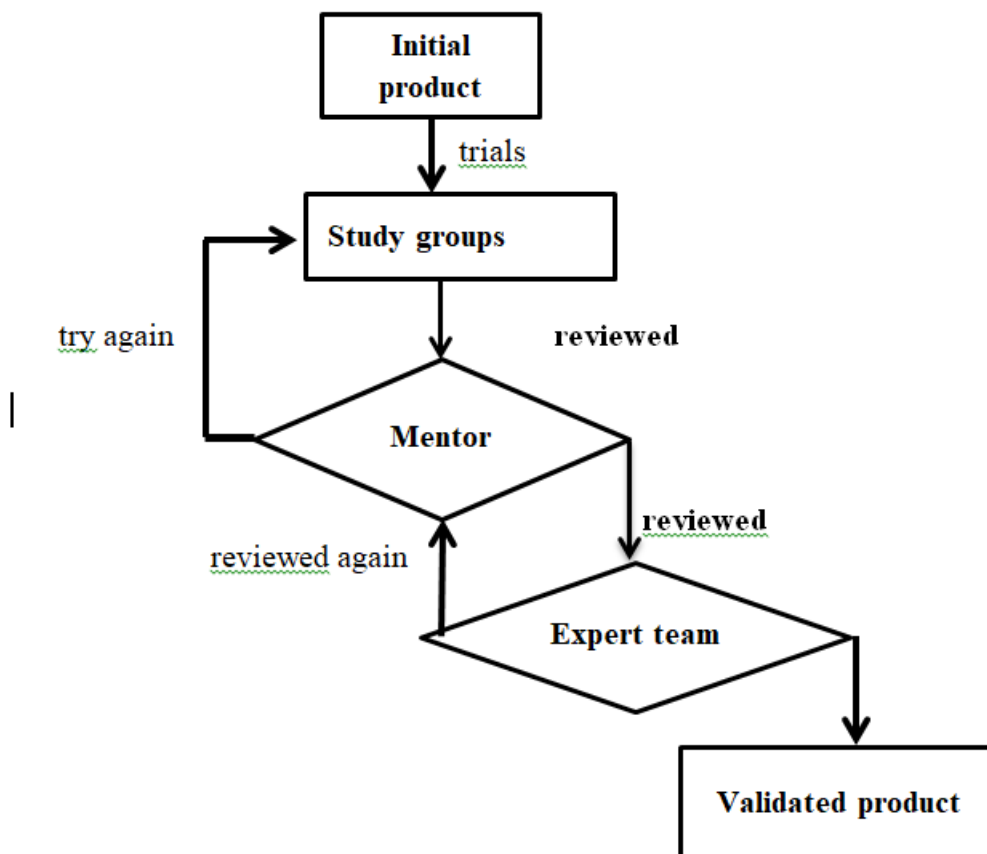 Initial
product
trials
Study groups
try again
reviewed
Mentor
reviewed
reviewed again
Expert team
Validated product